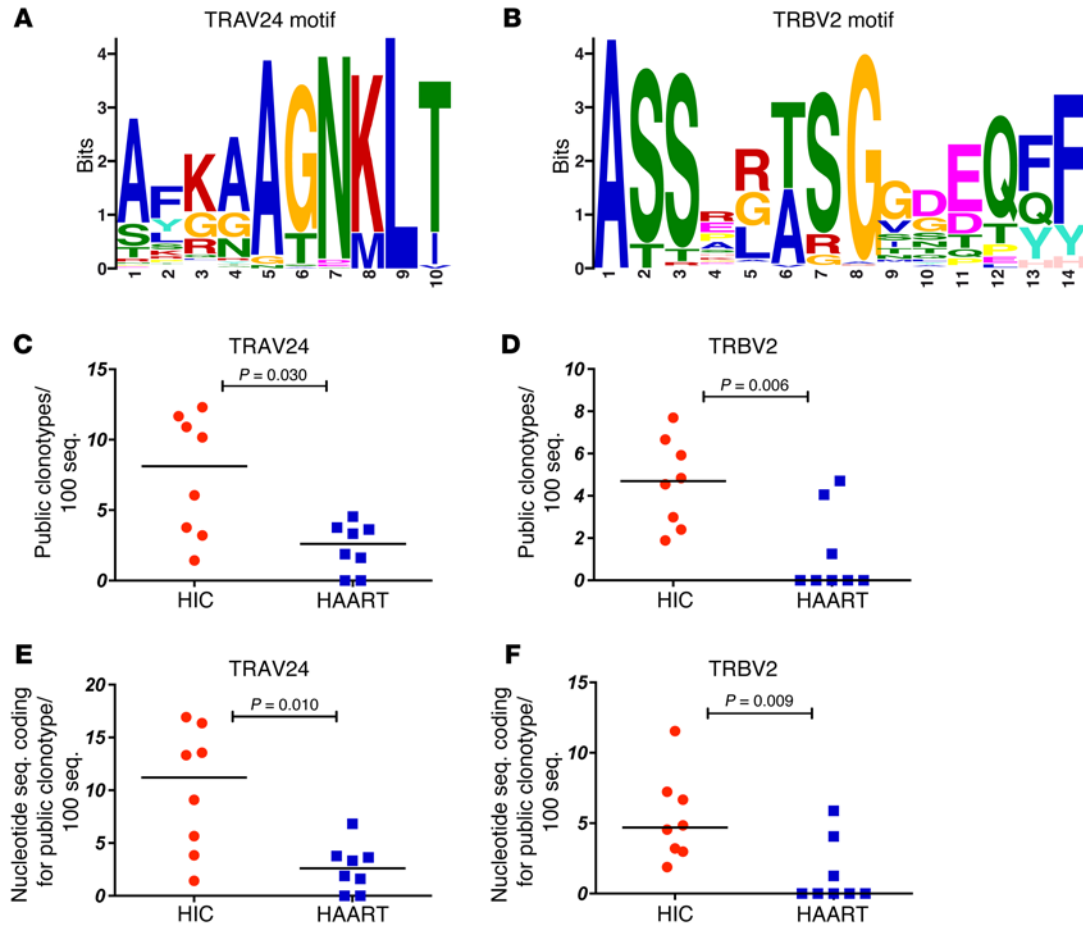 A
TRAV24 motif
Bits
4
3
2
1
0
1 2 3 4 5 6 7 8 9 10
B
TRBV2 motif
Bits
4
3
2
1
0
1 2 3 4 5 6 7 8 9 10 11 12 13 14
C
TRAV24
Public clonotypes/
100 seq.
15
10
5
0
P = 0.030
HIC HAART
D
TRBV2
Public clonotypes/
100 seq.
10
8
6
4
2
0
P = 0.006
HIC HAART
E
TRAV24
Nucleotide seq. coding
for public clonotype/
100 seq.
20
15
10
5
0
P = 0.010
HIC HAART
F
TRBV2
Nucleotide seq. coding
for public clonotype/
100 seq.
15
10
5
0
P = 0.009
HIC HAART